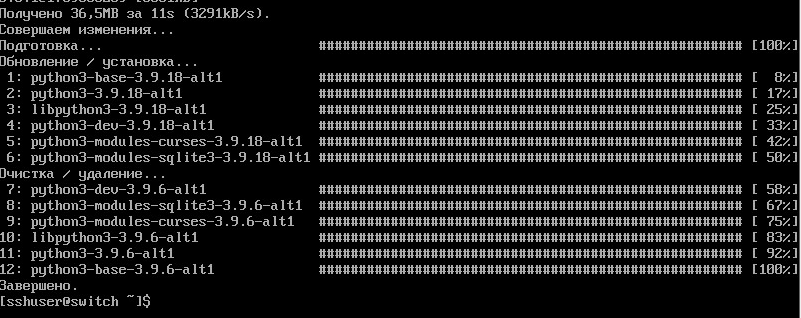 Получено 36,5MB за 11s (3291kB/s).
Совершаем изменения...
Подготовка... ########################################################## [100%]
Обновление / установка...
1: python3-base-3.9.18-alt1 ########################################################## [ 8%]
2: python3-3.9.18-alt1 ########################################################## [ 17%]
3: libpython3-3.9.18-alt1 ########################################################## [ 25%]
4: python3-dev-3.9.18-alt1 ########################################################## [ 33%]
5: python3-modules-curses-3.9.18-alt1 ########################################################## [ 42%]
6: python3-modules-sqlite3-3.9.18-alt1 ########################################################## [ 50%]
Очистка / удаление...
7: python3-dev-3.9.6-alt1 ########################################################## [ 58%]
8: python3-modules-sqlite3-3.9.6-alt1 ########################################################## [ 67%]
9: python3-modules-curses-3.9.6-alt1 ########################################################## [ 75%]
10: libpython3-3.9.6-alt1 ########################################################## [ 83%]
11: python3-3.9.6-alt1 ########################################################## [ 92%]
12: python3-base-3.9.6-alt1 ########################################################## [100%]
Завершено.
[sshuser@switch ~]$